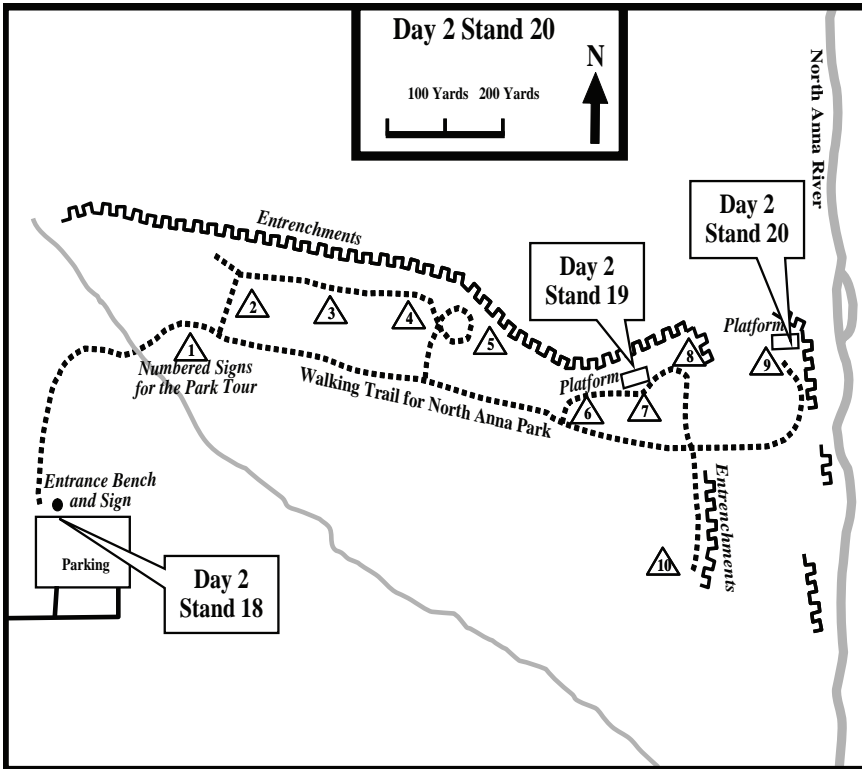 Day 2 Stand 20
100 Yards 200 Yards
N
North Anna River
Entrenchments
Day 2
Stand 20
Day 2
Stand 19
2
3
4
5
1
Platform
8
9
Numbered Signs
for the Park Tour
Walking Trail for North Anna Park
Platform
6
7
Entrance Bench
and Sign
Entrenchments
Parking
10
Day 2
Stand 18